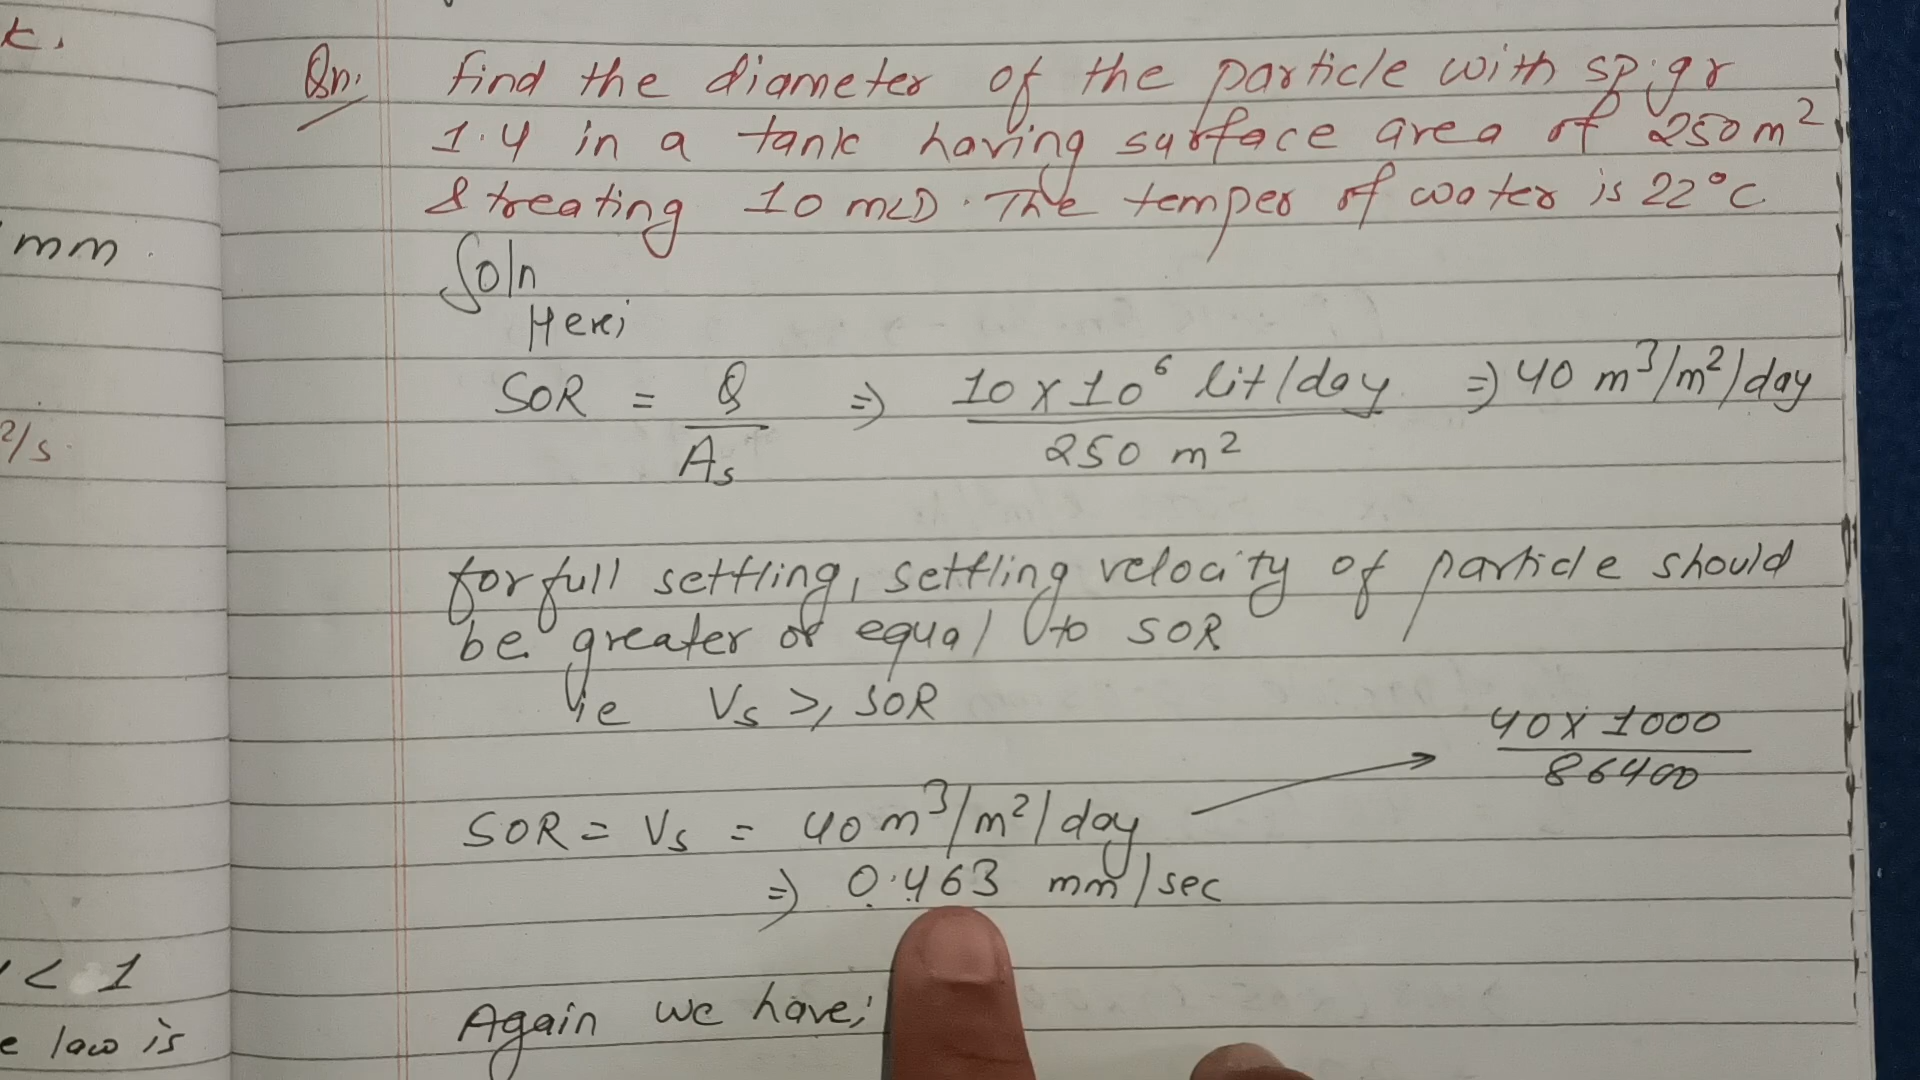 k.
mm.
²/s.
< 1
e law is
Qn. find the diameter of the particle with sp.gr
1.4 in a tank having surface area of 250 m²
& treating 10 MLD. The temper of water is 22°C.
Soln
Here;
SOR = Q/As ⇒ 10 x 10⁶ lit/day / 250 m² ⇒ 40 m³/m²/day
for full settling, settling velocity of particle should
be greater or equal to SOR
ie Vs ≥, SOR
40 x 1000 / 86400
SOR = Vs = 40 m³/m²/day
⇒ 0.463 mm/sec
Again we have;